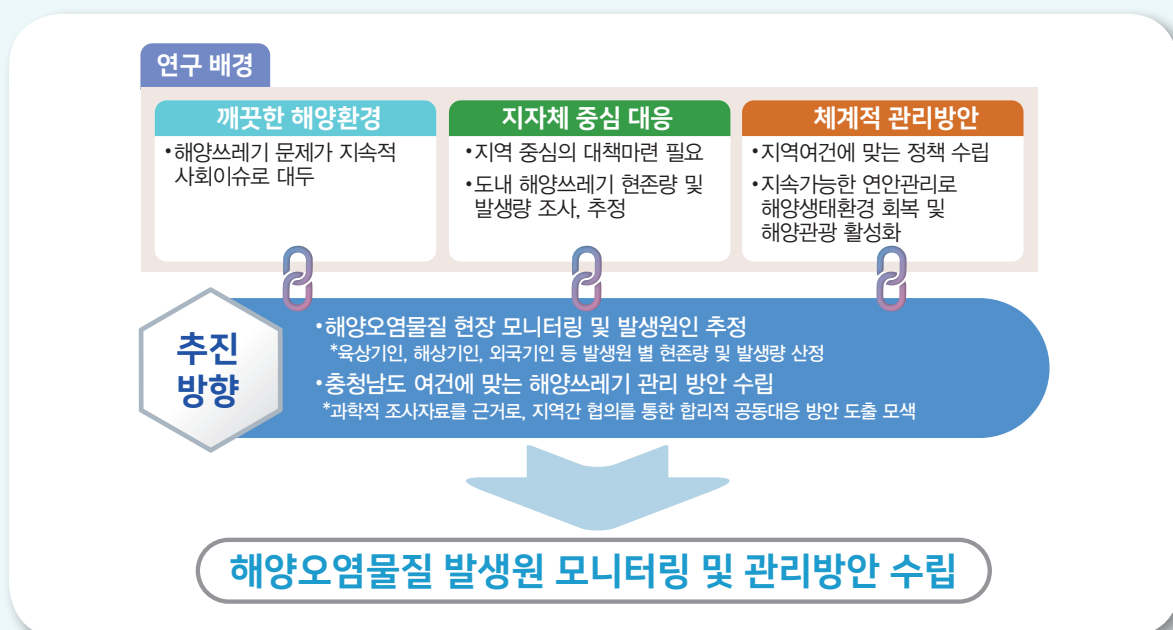 연구 배경
깨끗한 해양환경
•해양쓰레기 문제가 지속적
사회이슈로 대두
지자체 중심 대응
•지역 중심의 대책마련 필요
•도내 해양쓰레기 현존량 및
발생량 조사, 추정
체계적 관리방안
•지역여건에 맞는 정책 수립
•지속가능한 연안관리로
해양생태환경 회복 및
해양관광 활성화
추진
방향
•해양오염물질 현장 모니터링 및 발생원인 추정
*육상기인, 해상기인, 외국기인 등 발생원 별 현존량 및 발생량 산정
•충청남도 여건에 맞는 해양쓰레기 관리 방안 수립
*과학적 조사자료를 근거로, 지역간 협의를 통한 합리적 공동대응 방안 도출 모색
해양오염물질 발생원 모니터링 및 관리방안 수립